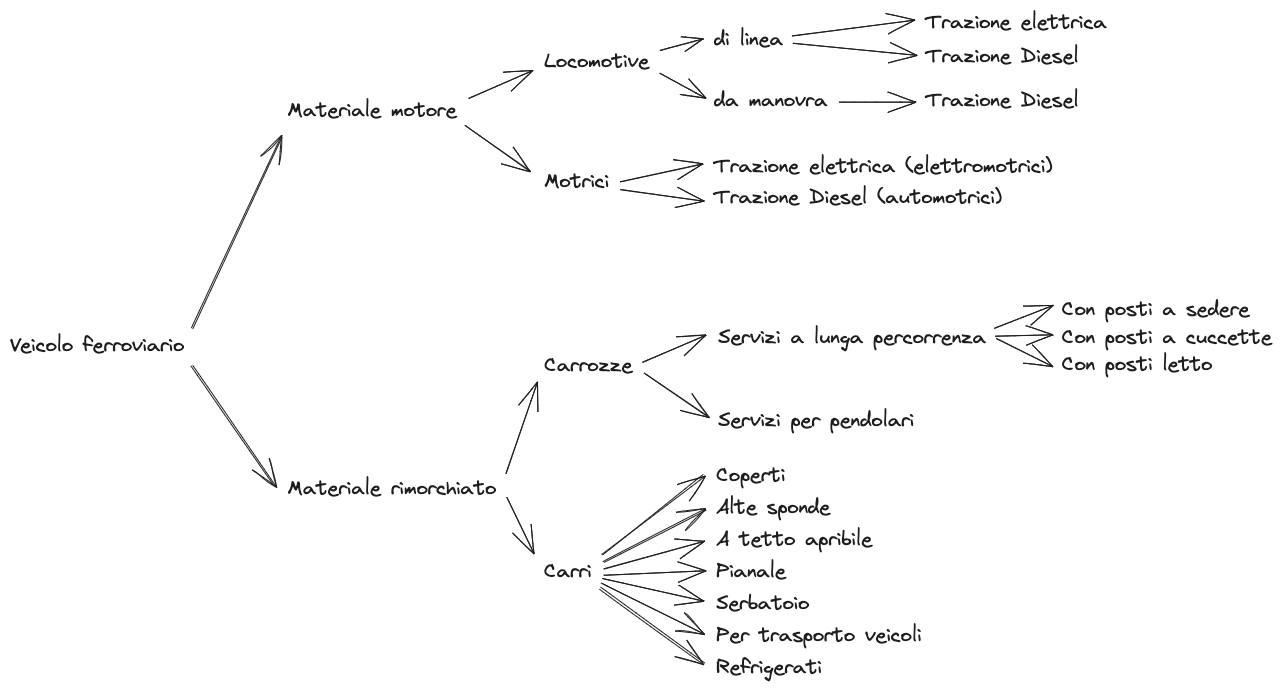 Trazione elettrica
di linea
Locomotive
Trazione Diesel
Materiale motore
da manovra
Trazione Diesel
Motrici
Trazione elettrica (elettromotrici)
Trazione Diesel (automotrici)
Veicolo ferroviario
Carrozze
Servizi a lunga percorrenza
Con posti a sedere
Con posti a cuccette
Con posti letto
Servizi per pendolari
Materiale rimorchiato
Carri
Coperti
Alte sponde
A tetto apribile
Pianale
Serbatoio
Per trasporto veicoli
Refrigerati